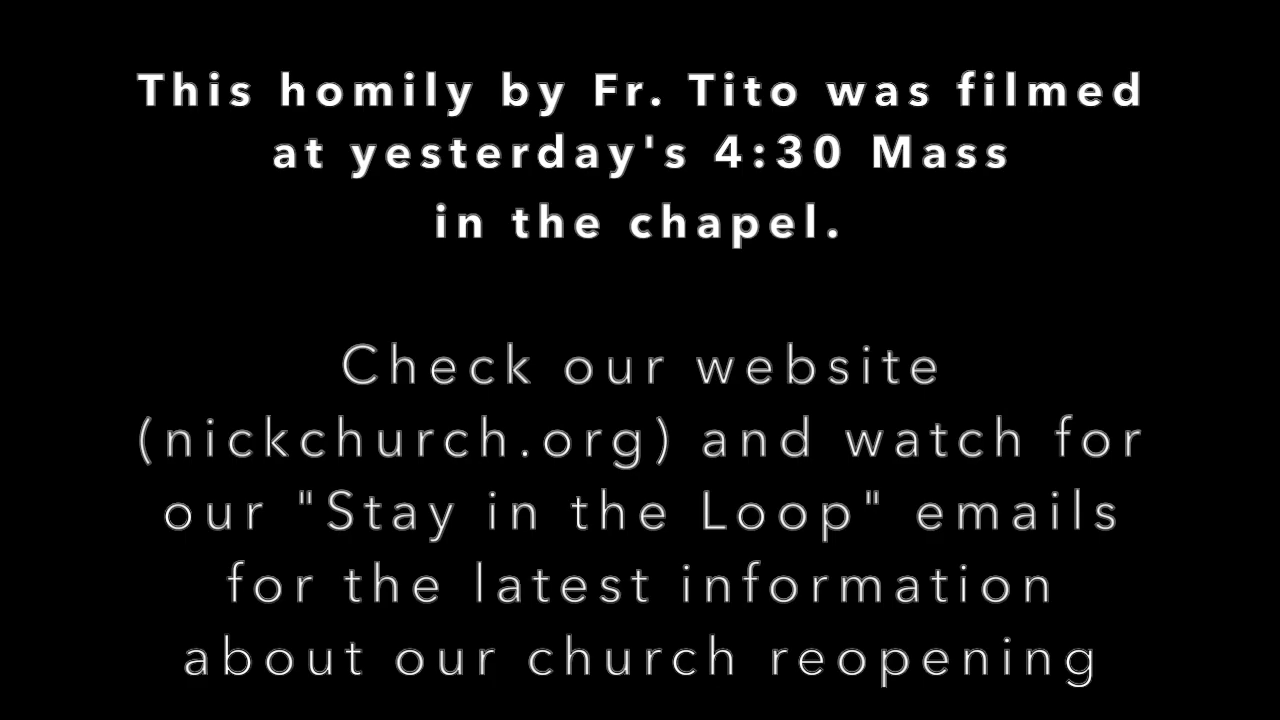 This homily by Fr. Tito was filmed
at yesterday's 4:30 Mass
in the chapel.
Check our website
(nickchurch.org) and watch for
our "Stay in the Loop" emails
for the latest information
about our church reopening